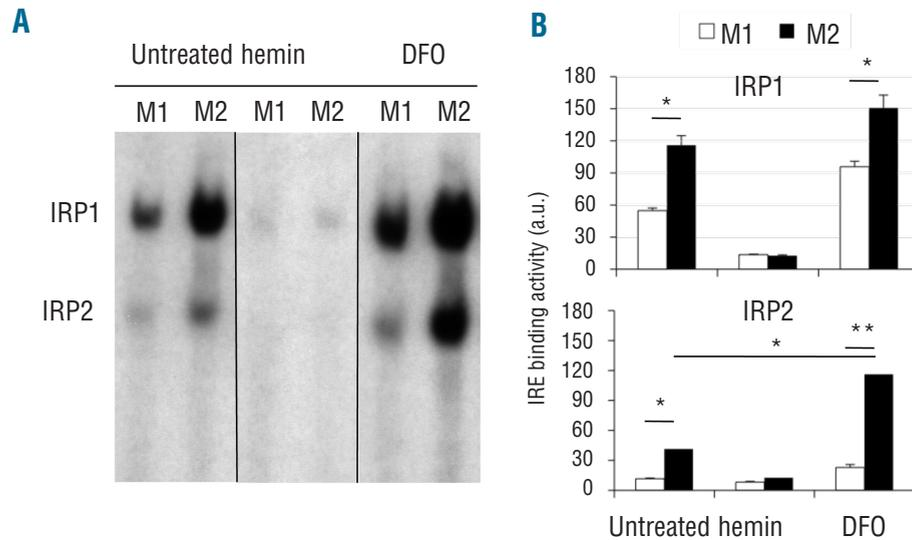 A
Untreated hemin DFO
M1 M2 M1 M2 M1 M2
IRP1
IRP2
B
M1 M2
IRE binding activity (a.u.)
IRP1
180
150
120
90
60
30
0
* *
IRP2
180
150
120
90
60
30
0
* * **
Untreated hemin DFO